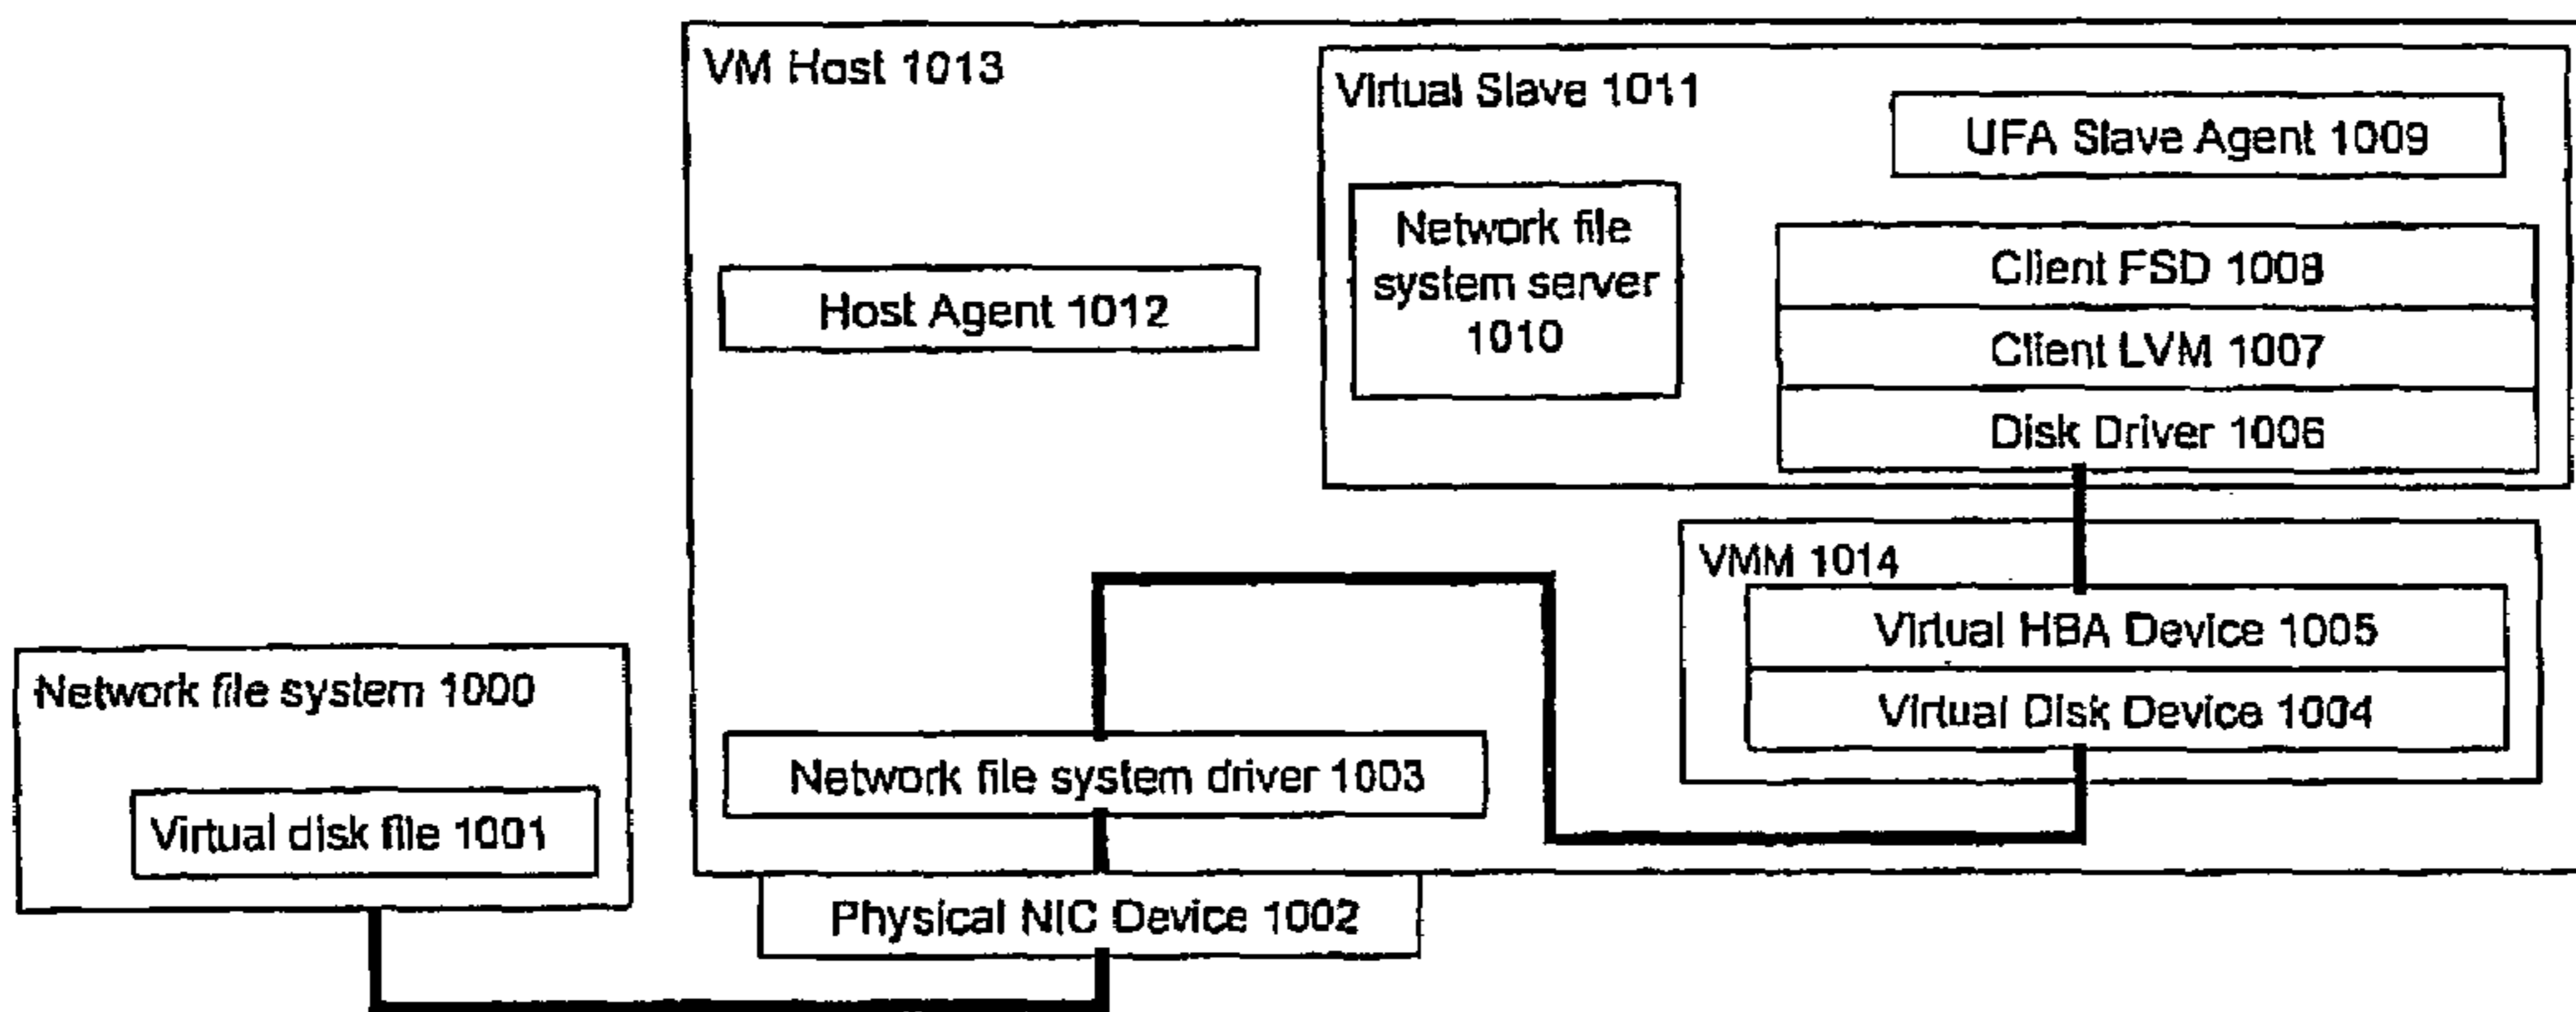 VM Host 1013
Virtual Slave 1011
UFA Slave Agent 1009
Network file
system server
1010
Client FSD 1008
Client LVM 1007
Disk Driver 1006
Host Agent 1012
VMM 1014
Virtual HBA Device 1005
Virtual Disk Device 1004
Network file system 1000
Virtual disk file 1001
Network file system driver 1003
Physical NIC Device 1002